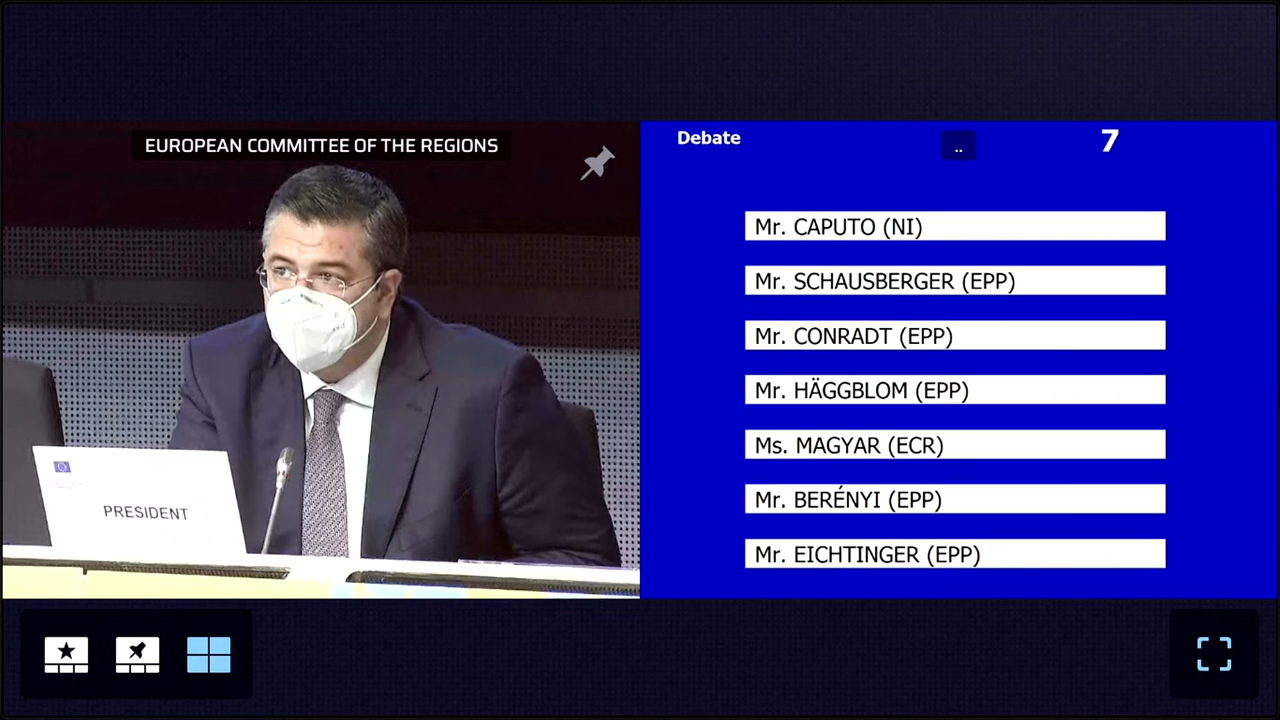 EUROPEAN COMMITTEE OF THE REGIONS
PRESIDENT
Debate
..
7
Mr. CAPUTO (NI)
Mr. SCHAUSBERGER (EPP)
Mr. CONRADT (EPP)
Mr. HÄGGBLOM (EPP)
Ms. MAGYAR (ECR)
Mr. BERÉNYI (EPP)
Mr. EICHTINGER (EPP)